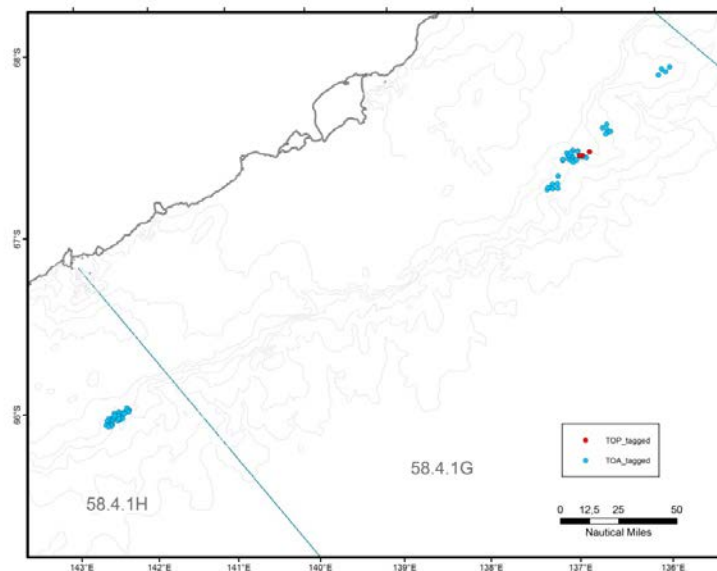 68°S
67°S
66°S
58.4.1H
58.4.1G
TOP_tagged
TOA_tagged
0 12,5 25 50
Nautical Miles
143°E 142°E 141°E 140°E 139°E 138°E 137°E 136°E